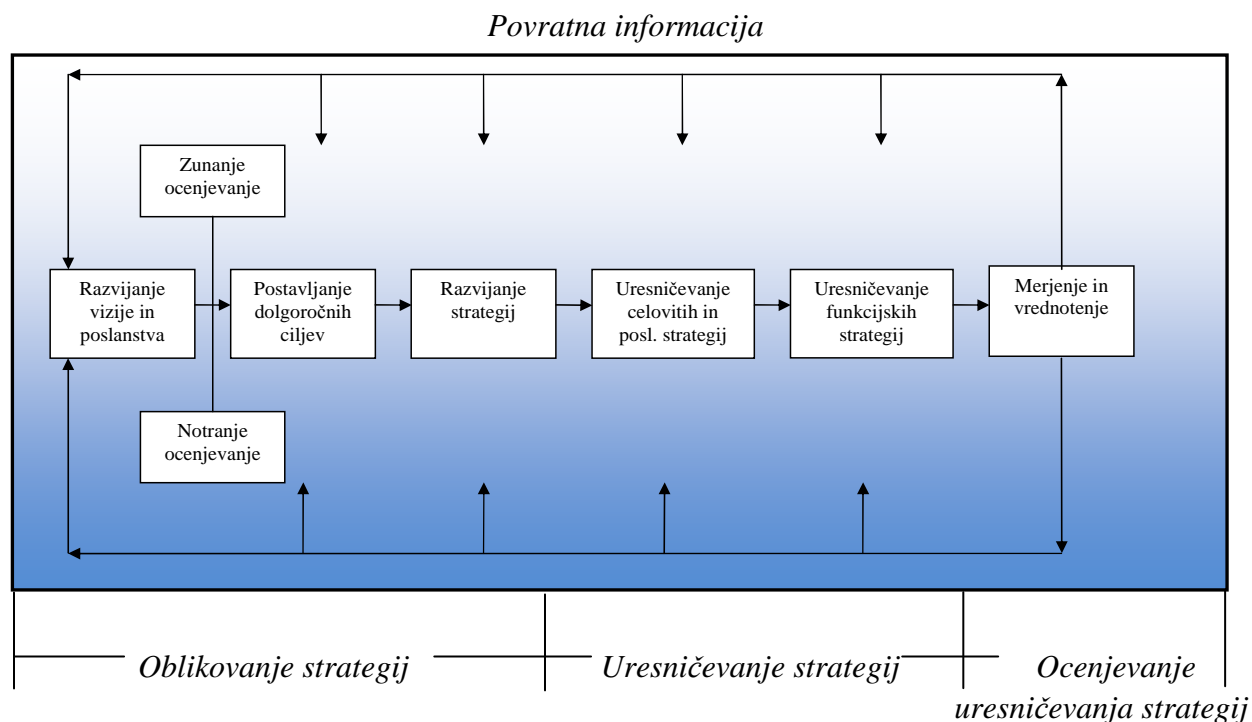 Povratna informacija
Zunanje
ocenjevanje
Razvijanje
vizije in
poslanstva
Postavljanje
dolgoročnih
ciljev
Razvijanje
strategij
Uresničevanje
celovitih in
posl. strategij
Uresničevanje
funkcijskih
strategij
Merjenje in
vrednotenje
Notranje
ocenjevanje
Oblikovanje strategij
Uresničevanje strategij
Ocenjevanje
uresničevanja strategij